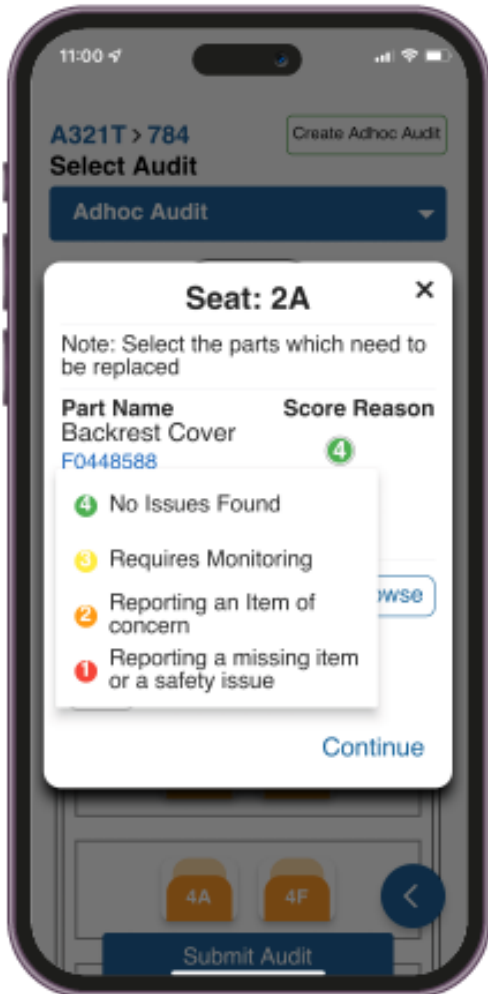 11:00
A321T > 784
Create Adhoc Audit
Select Audit
Adhoc Audit
Seat: 2A
×
Note: Select the parts which need to
be replaced
Part Name
Score Reason
Backrest Cover
4
F0448588
4 No Issues Found
3 Requires Monitoring
2 Reporting an Item of
concern
1 Reporting a missing item
or a safety issue
Continue
4A
4F
Submit Audit